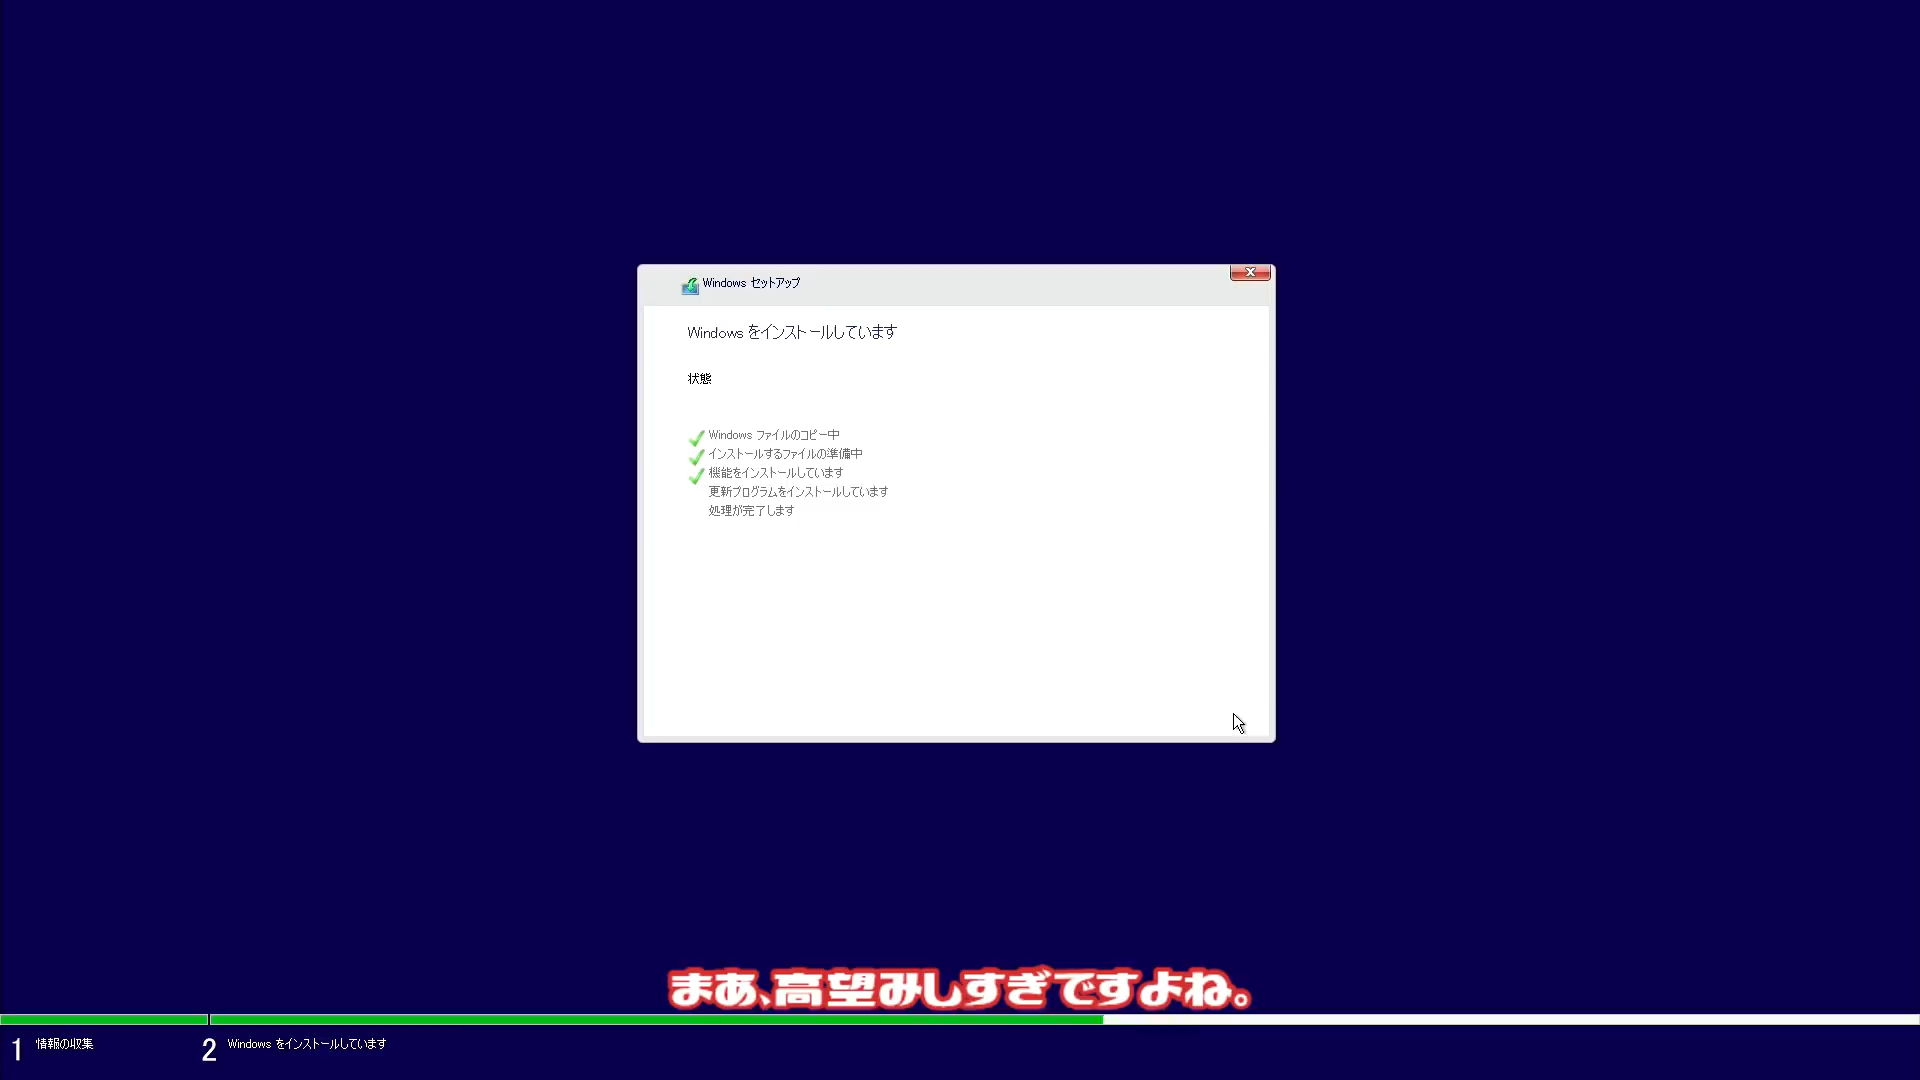 Windows セットアップ
Windows をインストールしています
状態
Windows ファイルのコピー中
インストールするファイルの準備中
機能をインストールしています
更新プログラムをインストールしています
処理が完了します
まあ、高望みしすぎですよね。
1 情報の収集
2 Windows をインストールしています